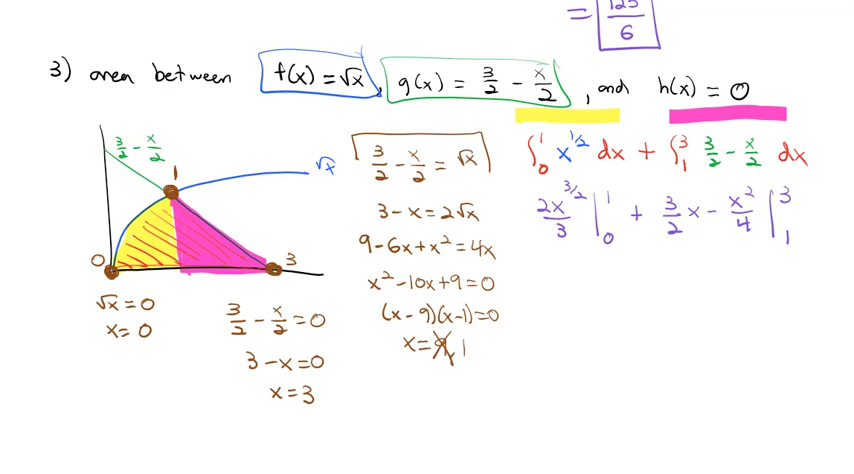 = 125/6
3) area between f(x) = √x, g(x) = 3/2 - x/2, and h(x) = 0
3/2 - x/2
1
√x
0
3
√x = 0
x = 0
3/2 - x/2 = 0
3 - x = 0
x = 3
3/2 - x/2 = √x
3 - x = 2√x
9 - 6x + x² = 4x
x² - 10x + 9 = 0
(x - 9)(x - 1) = 0
x = 9, 1
∫₀¹ x^(1/2) dx + ∫₁³ 3/2 - x/2 dx
2x^(3/2)/3 |₀¹ + 3/2 x - x²/4 |₁³